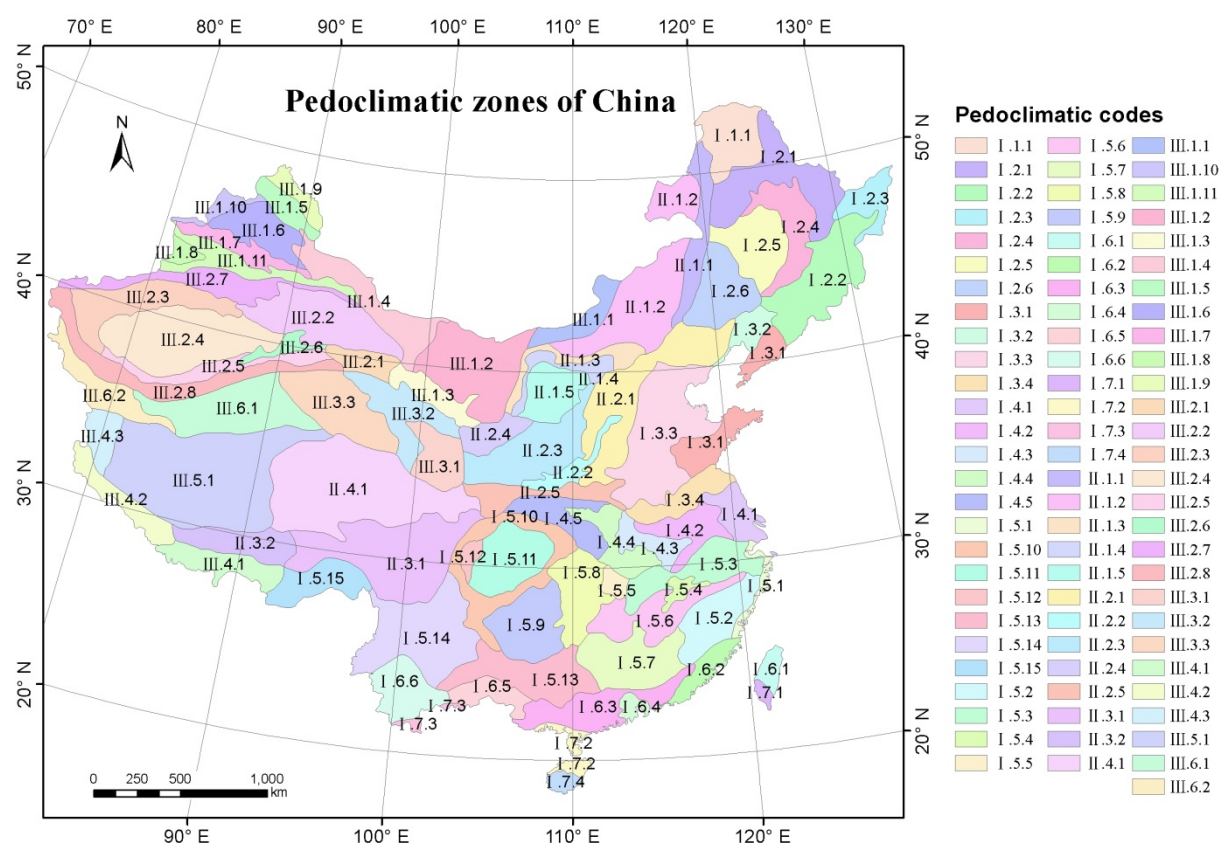 70° E 80° E 90° E 100° E 110° E 120° E 130° E
50° N
40° N
30° N
20° N
50° N
40° N
30° N
20° N
90° E 100° E 110° E 120° E
Pedoclimatic zones of China
N
I .1.1
I .2.1
II.1.2
I .2.3
I .2.4
I .2.5
I .2.2
II.1.1
I .2.6
III.1.9
III.1.10
III.1.5
III.1.6
III.1.7
III.1.8
III.1.11
III.2.7
III.2.3
III.1.4
III.2.2
III.2.4
III.2.6
III.2.5
III.2.1
III.1.2
III.1.1
II.1.2
I .3.2
I .3.1
II.1.3
II.1.4
II.1.5
II.2.1
III.2.8
III.6.2
III.6.1
III.3.3
III.1.3
III.3.2
II.2.4
III.3.1
II.2.3
II.2.2
I .3.3
I .3.1
III.4.3
III.5.1
II.4.1
III.4.2
II.2.5
I .3.4
I .4.1
I .5.10
I .4.5
I .4.2
I .4.4
I .4.3
II.3.2
III.4.1
I .5.15
II.3.1
I .5.12
I .5.11
I .5.8
I .5.3
I .5.5
I .5.4
I .5.1
I .5.2
I .5.6
I .5.9
I .5.14
I .5.7
I .6.2
I .6.1
I .7.1
I .6.6
I .6.5
I .5.13
I .7.3
I .7.3
I .6.3
I .6.4
I .7.2
I .7.2
I .7.4
0 250 500 1,000
km
Pedoclimatic codes
I .1.1
I .2.1
I .2.2
I .2.3
I .2.4
I .2.5
I .2.6
I .3.1
I .3.2
I .3.3
I .3.4
I .4.1
I .4.2
I .4.3
I .4.4
I .4.5
I .5.1
I .5.10
I .5.11
I .5.12
I .5.13
I .5.14
I .5.15
I .5.2
I .5.3
I .5.4
I .5.5
I .5.6
I .5.7
I .5.8
I .5.9
I .6.1
I .6.2
I .6.3
I .6.4
I .6.5
I .6.6
I .7.1
I .7.2
I .7.3
I .7.4
II.1.1
II.1.2
II.1.3
II.1.4
II.1.5
II.2.1
II.2.2
II.2.3
II.2.4
II.2.5
II.3.1
II.3.2
II.4.1
III.1.1
III.1.10
III.1.11
III.1.2
III.1.3
III.1.4
III.1.5
III.1.6
III.1.7
III.1.8
III.1.9
III.2.1
III.2.2
III.2.3
III.2.4
III.2.5
III.2.6
III.2.7
III.2.8
III.3.1
III.3.2
III.3.3
III.4.1
III.4.2
III.4.3
III.5.1
III.6.1
III.6.2